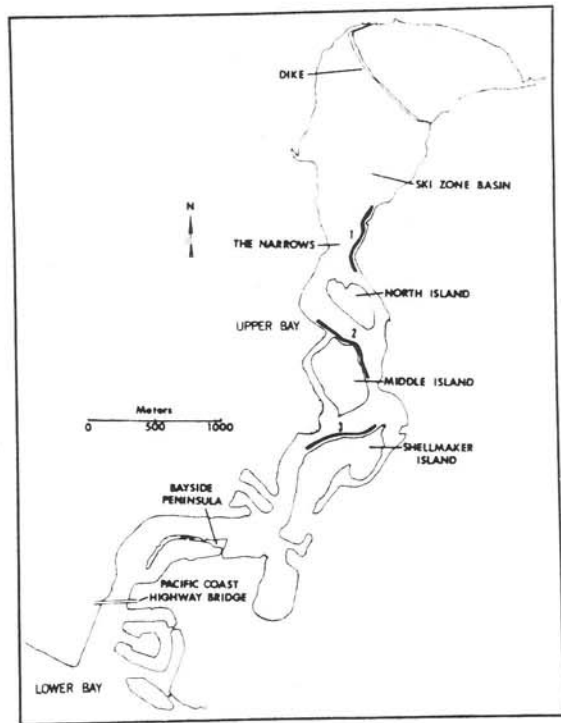 DIKE
SKI ZONE BASIN
N
1
THE NARROWS
NORTH ISLAND
UPPER BAY
2
MIDDLE ISLAND
Meters
0 500 1000
3
SHELLMAKER
ISLAND
BAYSIDE
PENINSULA
PACIFIC COAST
HIGHWAY BRIDGE
LOWER BAY